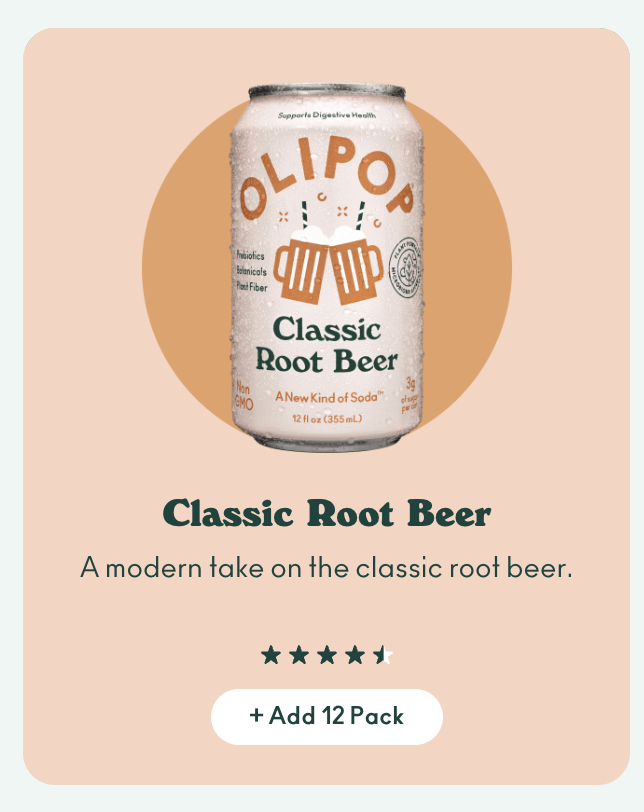 Supports Digestive Health
OLIPOP
Prebiotics
Botanicals
Plant Fiber
Classic
Root Beer
Non
GMO
A New Kind of Soda™
3g
of sugar
per can
12 fl oz (355 mL)
Classic Root Beer
A modern take on the classic root beer.
+ Add 12 Pack